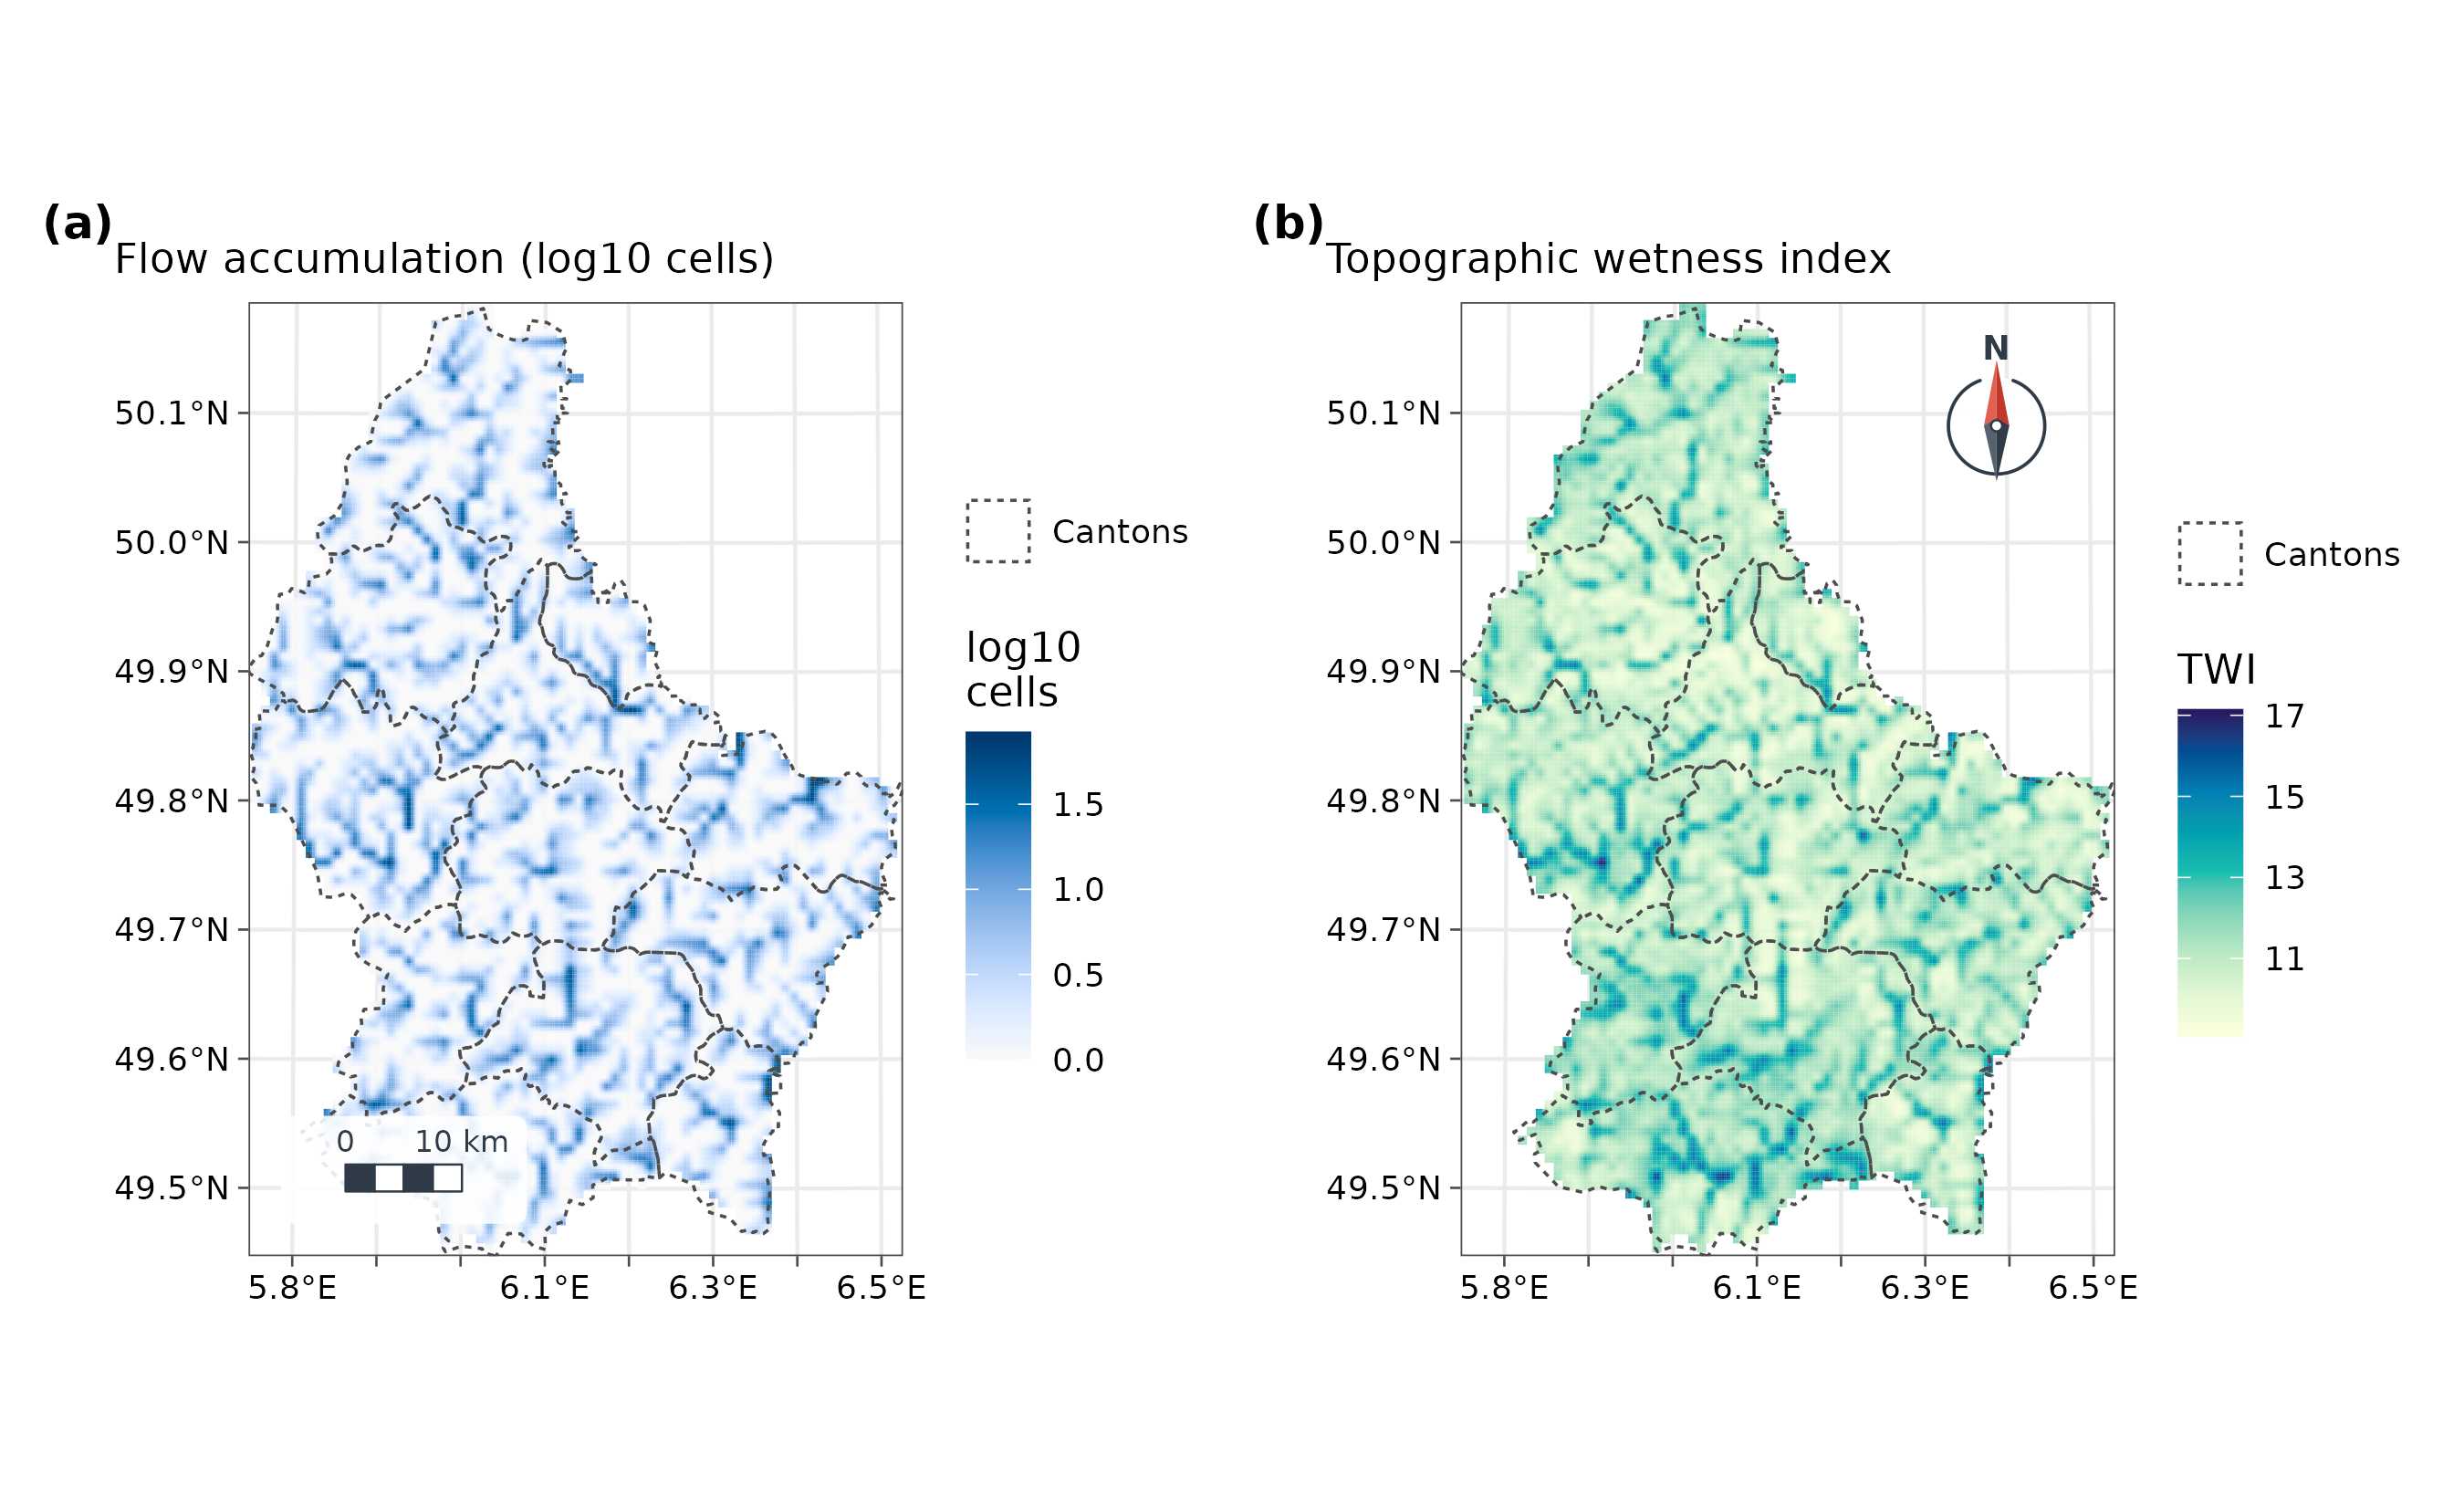 (a)
Flow accumulation (log10 cells)
50.1°N
50.0°N
49.9°N
49.8°N
49.7°N
49.6°N
49.5°N
5.8°E
6.1°E
6.3°E
6.5°E
0 10 km
Cantons
log10
cells
1.5
1.0
0.5
0.0
(b)
Topographic wetness index
N
50.1°N
50.0°N
49.9°N
49.8°N
49.7°N
49.6°N
49.5°N
5.8°E
6.1°E
6.3°E
6.5°E
Cantons
TWI
17
15
13
11